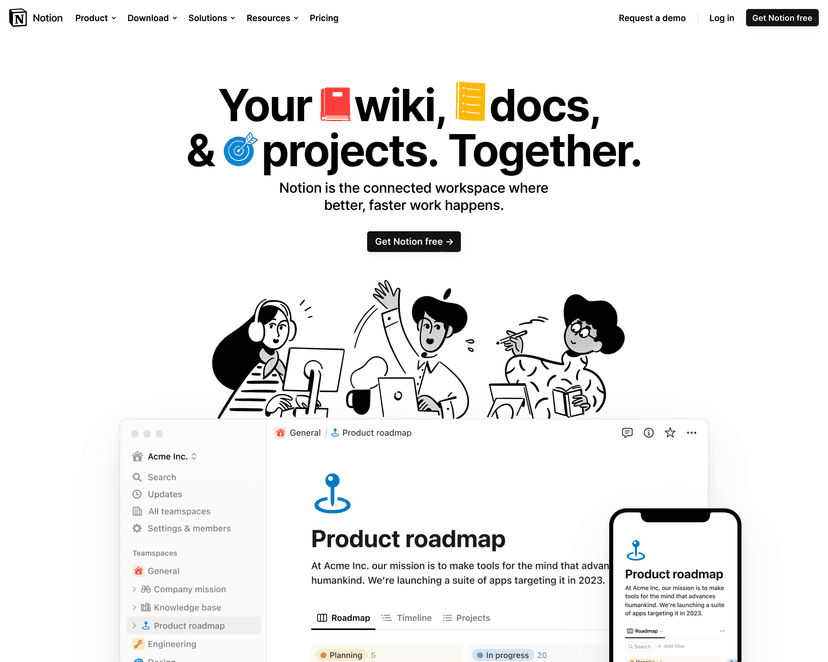 Notion Product Download Solutions Resources Pricing Request a demo Log in Get Notion free
Your wiki, docs,
& projects. Together.
Notion is the connected workspace where
better, faster work happens.
Get Notion free →
General / Product roadmap
Acme Inc.
Search
Updates
All teamspaces
Settings & members
Teamspaces
General
Company mission
Knowledge base
Product roadmap
Engineering
Design
Product roadmap
At Acme Inc. our mission is to make tools for the mind that advan
humankind. We're launching a suite of apps targeting it in 2023.
Roadmap Timeline Projects
Planning 5 In progress 20
Product roadmap
At Acme Inc. our mission is to make
tools for the mind that advances
humankind. We're launching a suite
of apps targeting it in 2023.
Roadmap
Search + Add filter